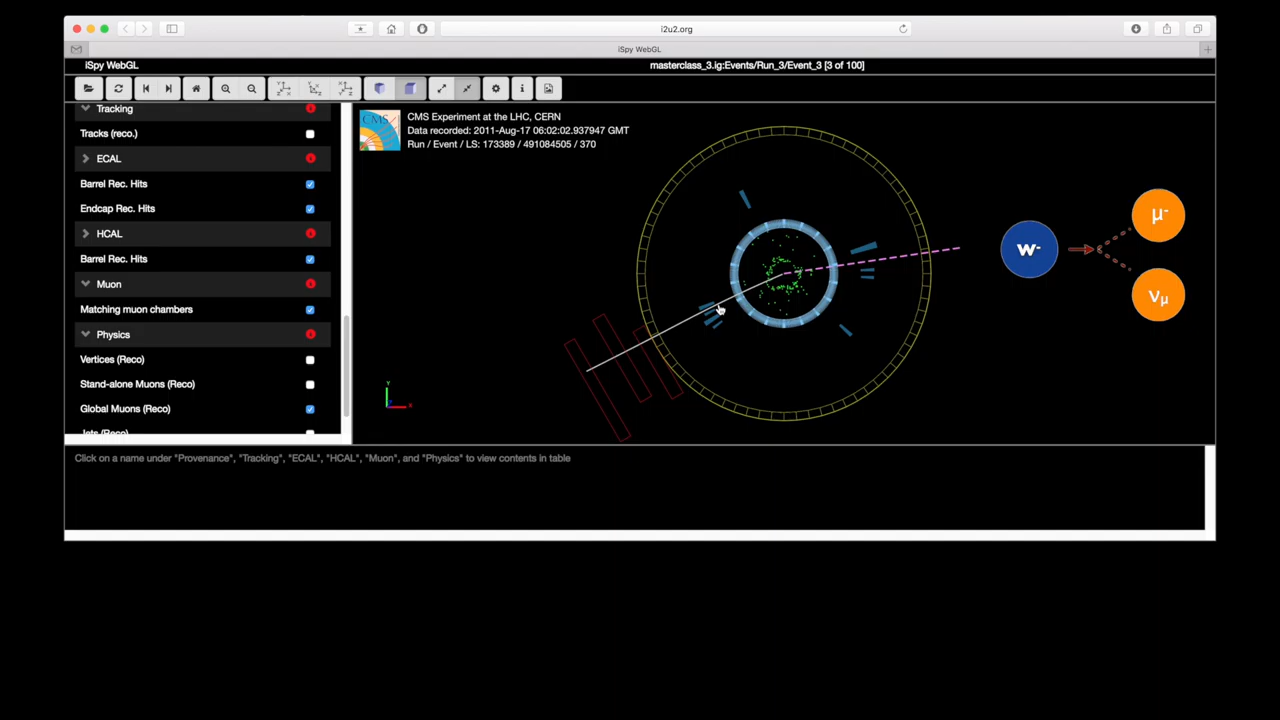 i2u2.org
iSpy WebGL
iSpy WebGL
masterclass_3.ig:Events/Run_3/Event_3 [3 of 100]
Tracking
Tracks (reco.)
ECAL
Barrel Rec. Hits
Endcap Rec. Hits
HCAL
Barrel Rec. Hits
Muon
Matching muon chambers
Physics
Vertices (Reco)
Stand-alone Muons (Reco)
Global Muons (Reco)
Jets (Reco)
CMS
CMS Experiment at the LHC, CERN
Data recorded: 2011-Aug-17 06:02:02.937947 GMT
Run / Event / LS: 173389 / 491084505 / 370
Y
X
W-
μ-
νμ
Click on a name under "Provenance", "Tracking", "ECAL", "HCAL", "Muon", and "Physics" to view contents in table